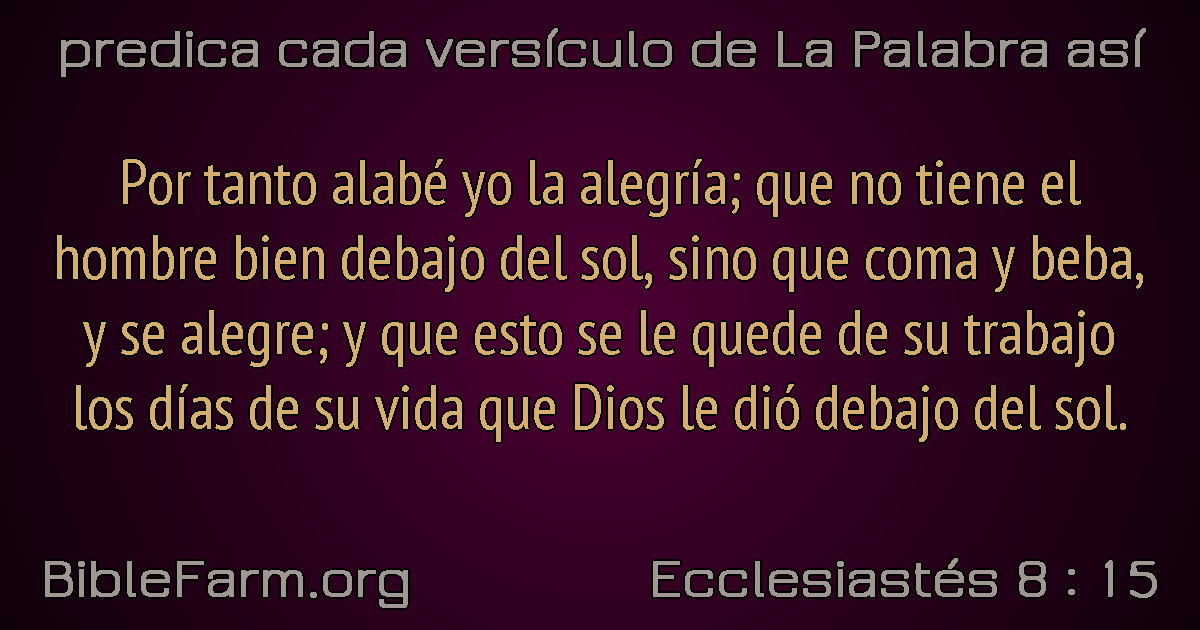 predica cada versículo de La Palabra así
Por tanto alabé yo la alegría; que no tiene el
hombre bien debajo del sol, sino que coma y beba,
y se alegre; y que esto se le quede de su trabajo
los días de su vida que Dios le dió debajo del sol.
BibleFarm.org
Ecclesiastés 8 : 15